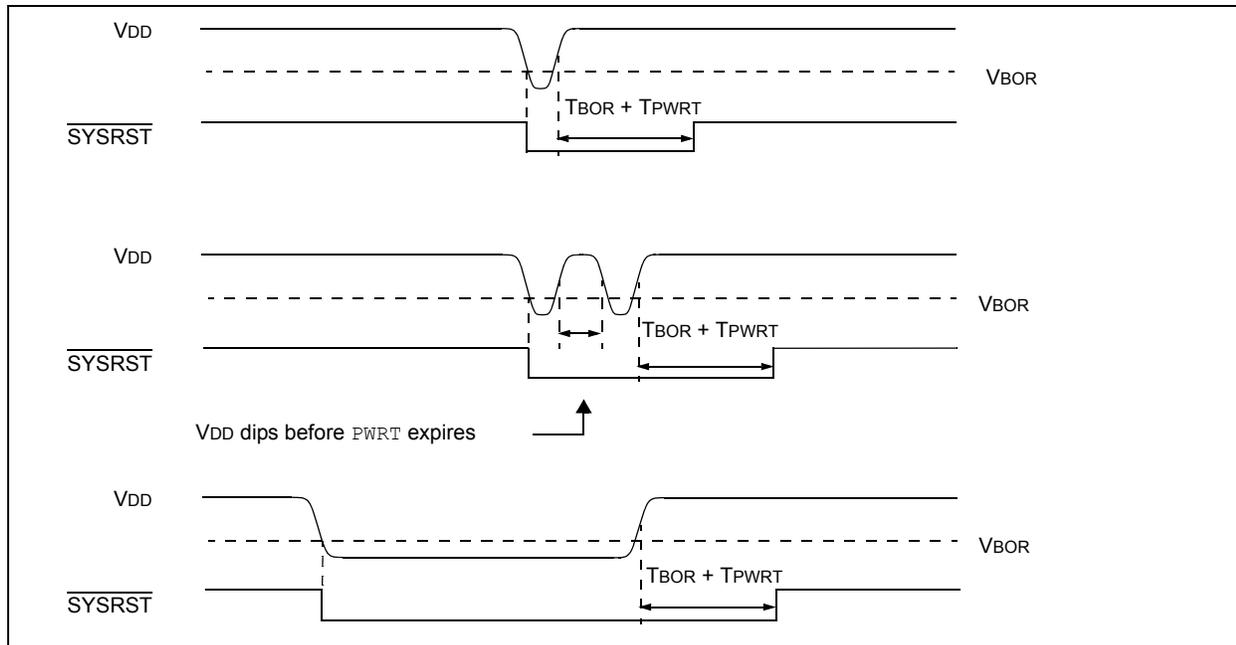 VDD
VBOR
TBOR + TPWRT
SYSRST
VDD
VBOR
TBOR + TPWRT
SYSRST
VDD dips before PWRT expires
VDD
VBOR
TBOR + TPWRT
SYSRST